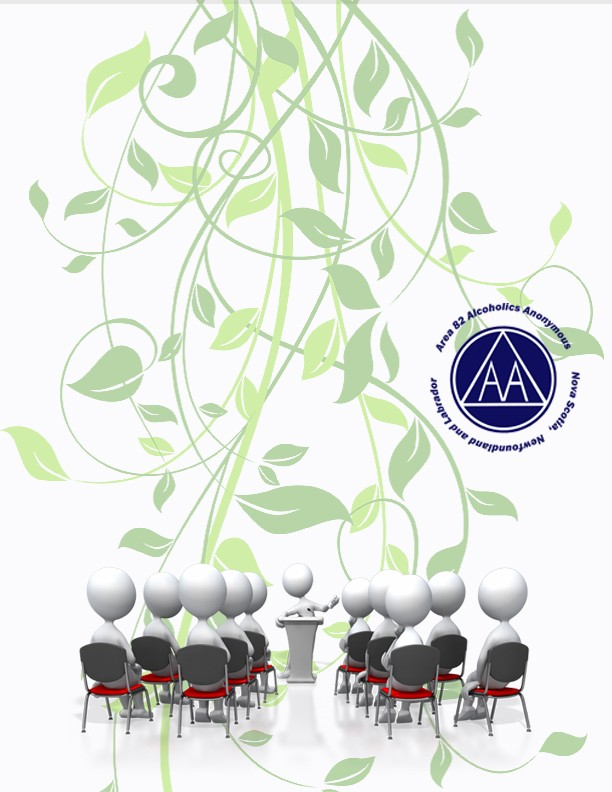 Area 82 Alcoholics Anonymous
AA
Nova Scotia, Newfoundland and Labrador